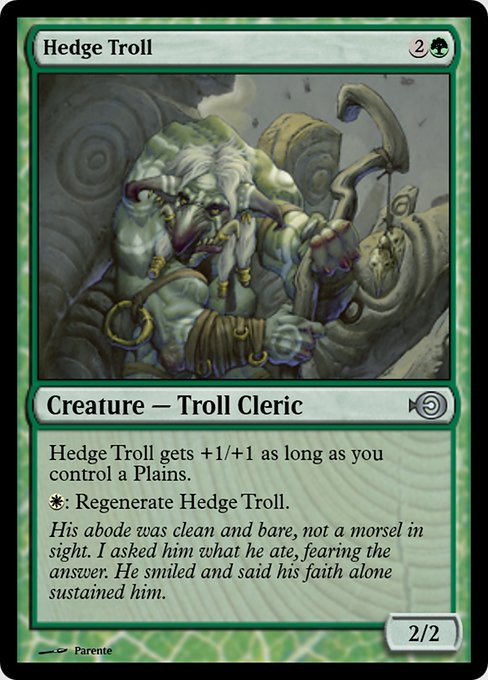 Hedge Troll 2
Creature — Troll Cleric
Hedge Troll gets +1/+1 as long as you
control a Plains.
: Regenerate Hedge Troll.
His abode was clean and bare, not a morsel in
sight. I asked him what he ate, fearing the
answer. He smiled and said his faith alone
sustained him.
2/2
Parente